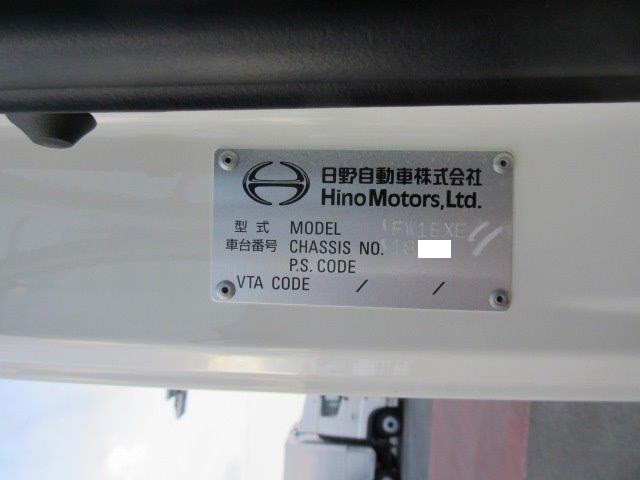 日野自動車株式会社
Hino Motors, Ltd.
型式 MODEL FW1EXE
車台番号 CHASSIS NO.
P.S. CODE
VTA CODE / /